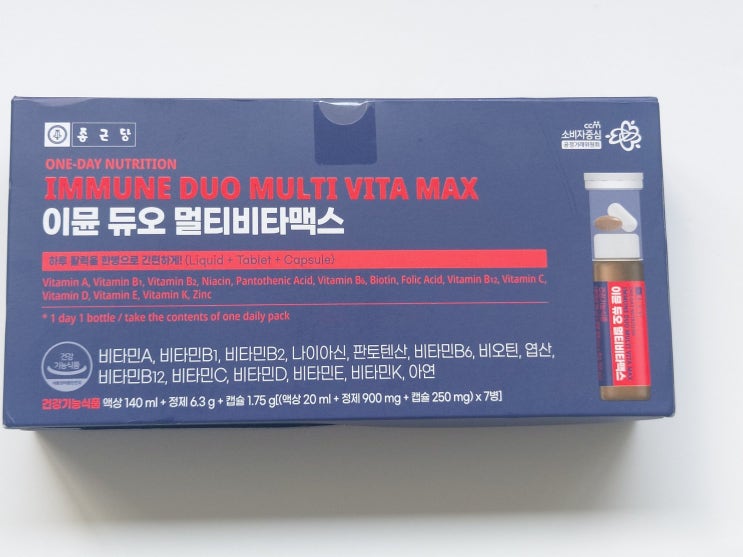 종근당
ccm
소비자중심
공정거래위원회
ONE-DAY NUTRITION
IMMUNE DUO MULTI VITA MAX
이뮨 듀오 멀티비타맥스
하루 활력을 한병으로 간편하게! (Liquid + Tablet + Capsule)
Vitamin A, Vitamin B₁, Vitamin B₂, Niacin, Pantothenic Acid, Vitamin B₆, Biotin, Folic Acid, Vitamin B₁₂, Vitamin C,
Vitamin D, Vitamin E, Vitamin K, Zinc
* 1 day 1 bottle / take the contents of one daily pack
건강
기능식품
비타민A, 비타민B1, 비타민B2, 나이아신, 판토텐산, 비타민B6, 비오틴, 엽산,
비타민B12, 비타민C, 비타민D, 비타민E, 비타민K, 아연
건강기능식품 액상 140 ml + 정제 6.3 g + 캡슐 1.75 g[(액상 20 ml + 정제 900 mg + 캡슐 250 mg) x 7병]
이뮨 듀오 멀티비타맥스